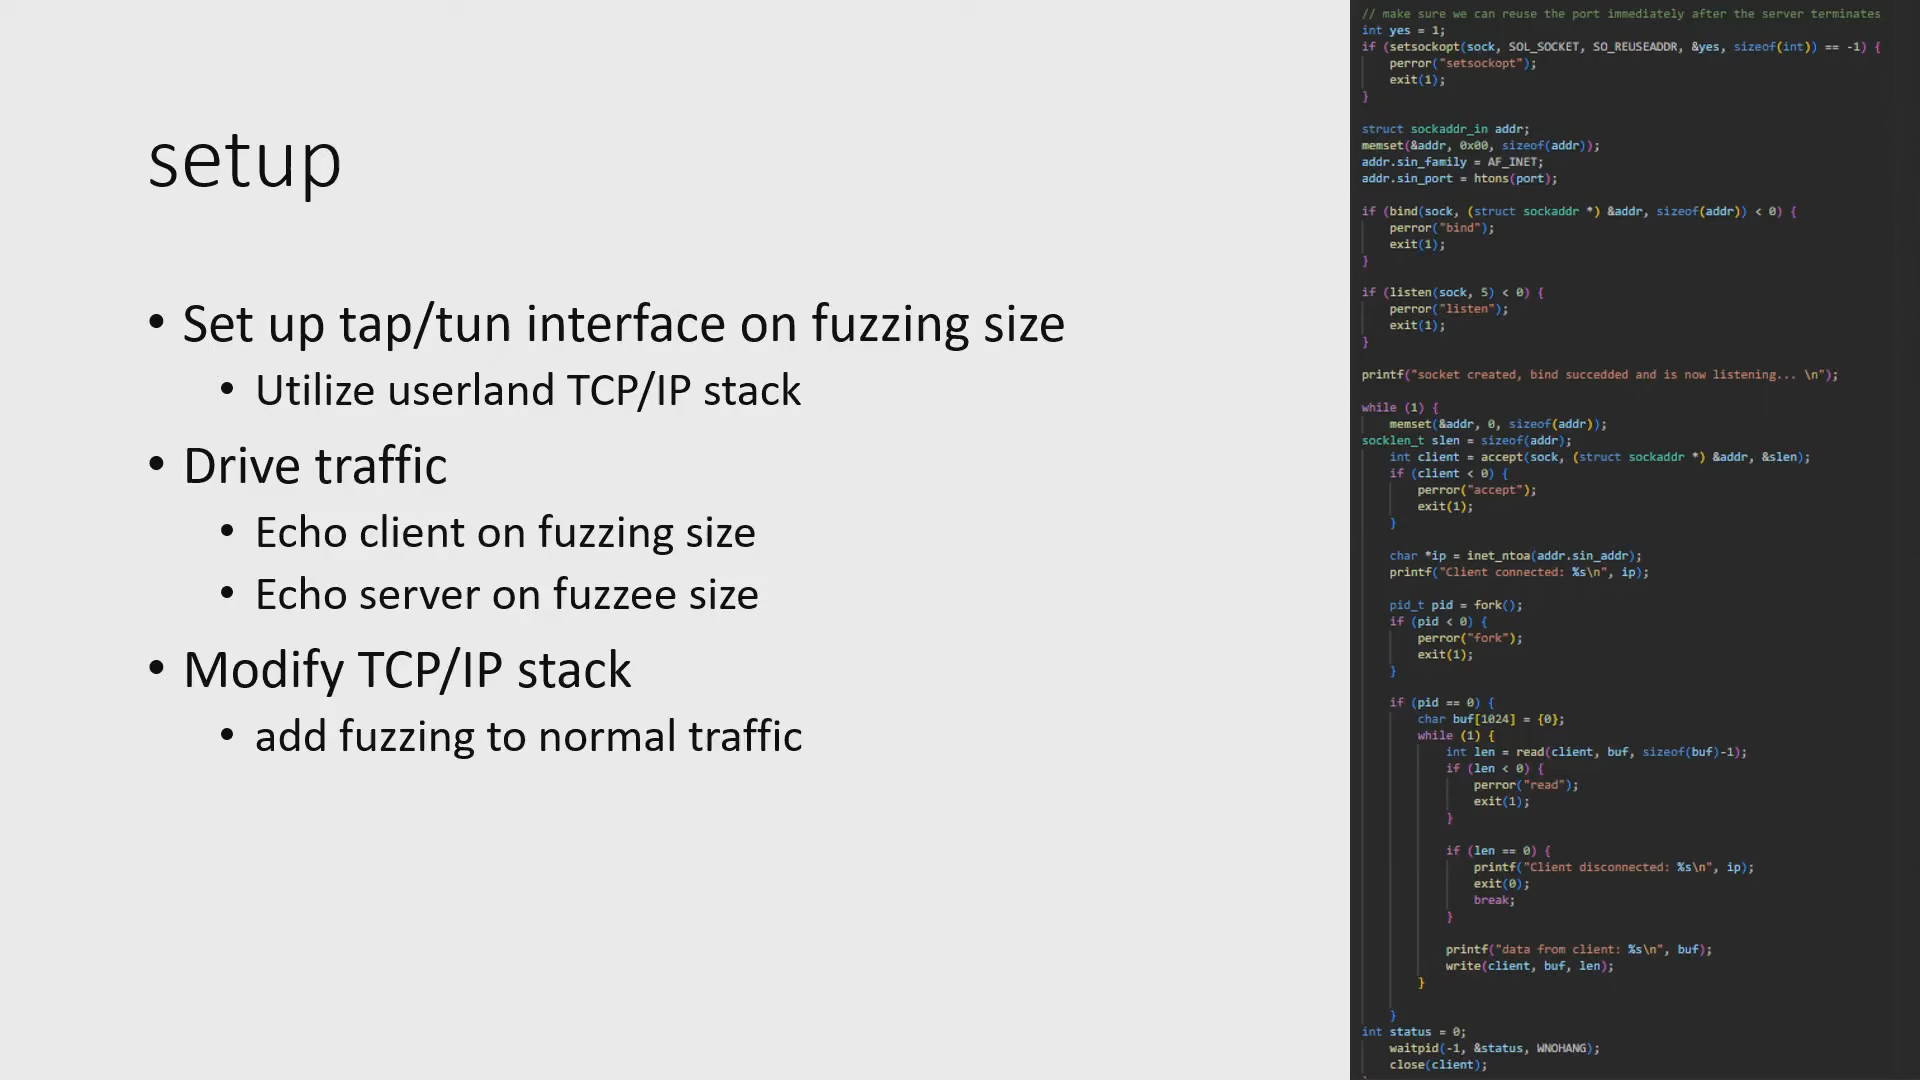 setup
• Set up tap/tun interface on fuzzing size
• Utilize userland TCP/IP stack
• Drive traffic
• Echo client on fuzzing size
• Echo server on fuzzee size
• Modify TCP/IP stack
• add fuzzing to normal traffic
// make sure we can reuse the port immediately after the server terminates
int yes = 1;
if (setsockopt(sock, SOL_SOCKET, SO_REUSEADDR, &yes, sizeof(int)) == -1) {
perror("setsockopt");
exit(1);
}
struct sockaddr_in addr;
memset(&addr, 0x00, sizeof(addr));
addr.sin_family = AF_INET;
addr.sin_port = htons(port);
if (bind(sock, (struct sockaddr *) &addr, sizeof(addr)) < 0) {
perror("bind");
exit(1);
}
if (listen(sock, 5) < 0) {
perror("listen");
exit(1);
}
printf("socket created, bind succedded and is now listening... \n");
while (1) {
memset(&addr, 0, sizeof(addr));
socklen_t slen = sizeof(addr);
int client = accept(sock, (struct sockaddr *) &addr, &slen);
if (client < 0) {
perror("accept");
exit(1);
}
char *ip = inet_ntoa(addr.sin_addr);
printf("Client connected: %s\n", ip);
pid_t pid = fork();
if (pid < 0) {
perror("fork");
exit(1);
}
if (pid == 0) {
char buf[1024] = {0};
while (1) {
int len = read(client, buf, sizeof(buf)-1);
if (len < 0) {
perror("read");
exit(1);
}
if (len == 0) {
printf("Client disconnected: %s\n", ip);
exit(0);
break;
}
printf("data from client: %s\n", buf);
write(client, buf, len);
}
}
int status = 0;
waitpid(-1, &status, WNOHANG);
close(client);